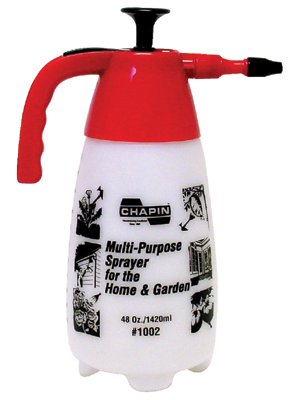 CHAPIN
Multi-Purpose
Sprayer
for the
Home & Garden
48 Oz./1420ml
#1002